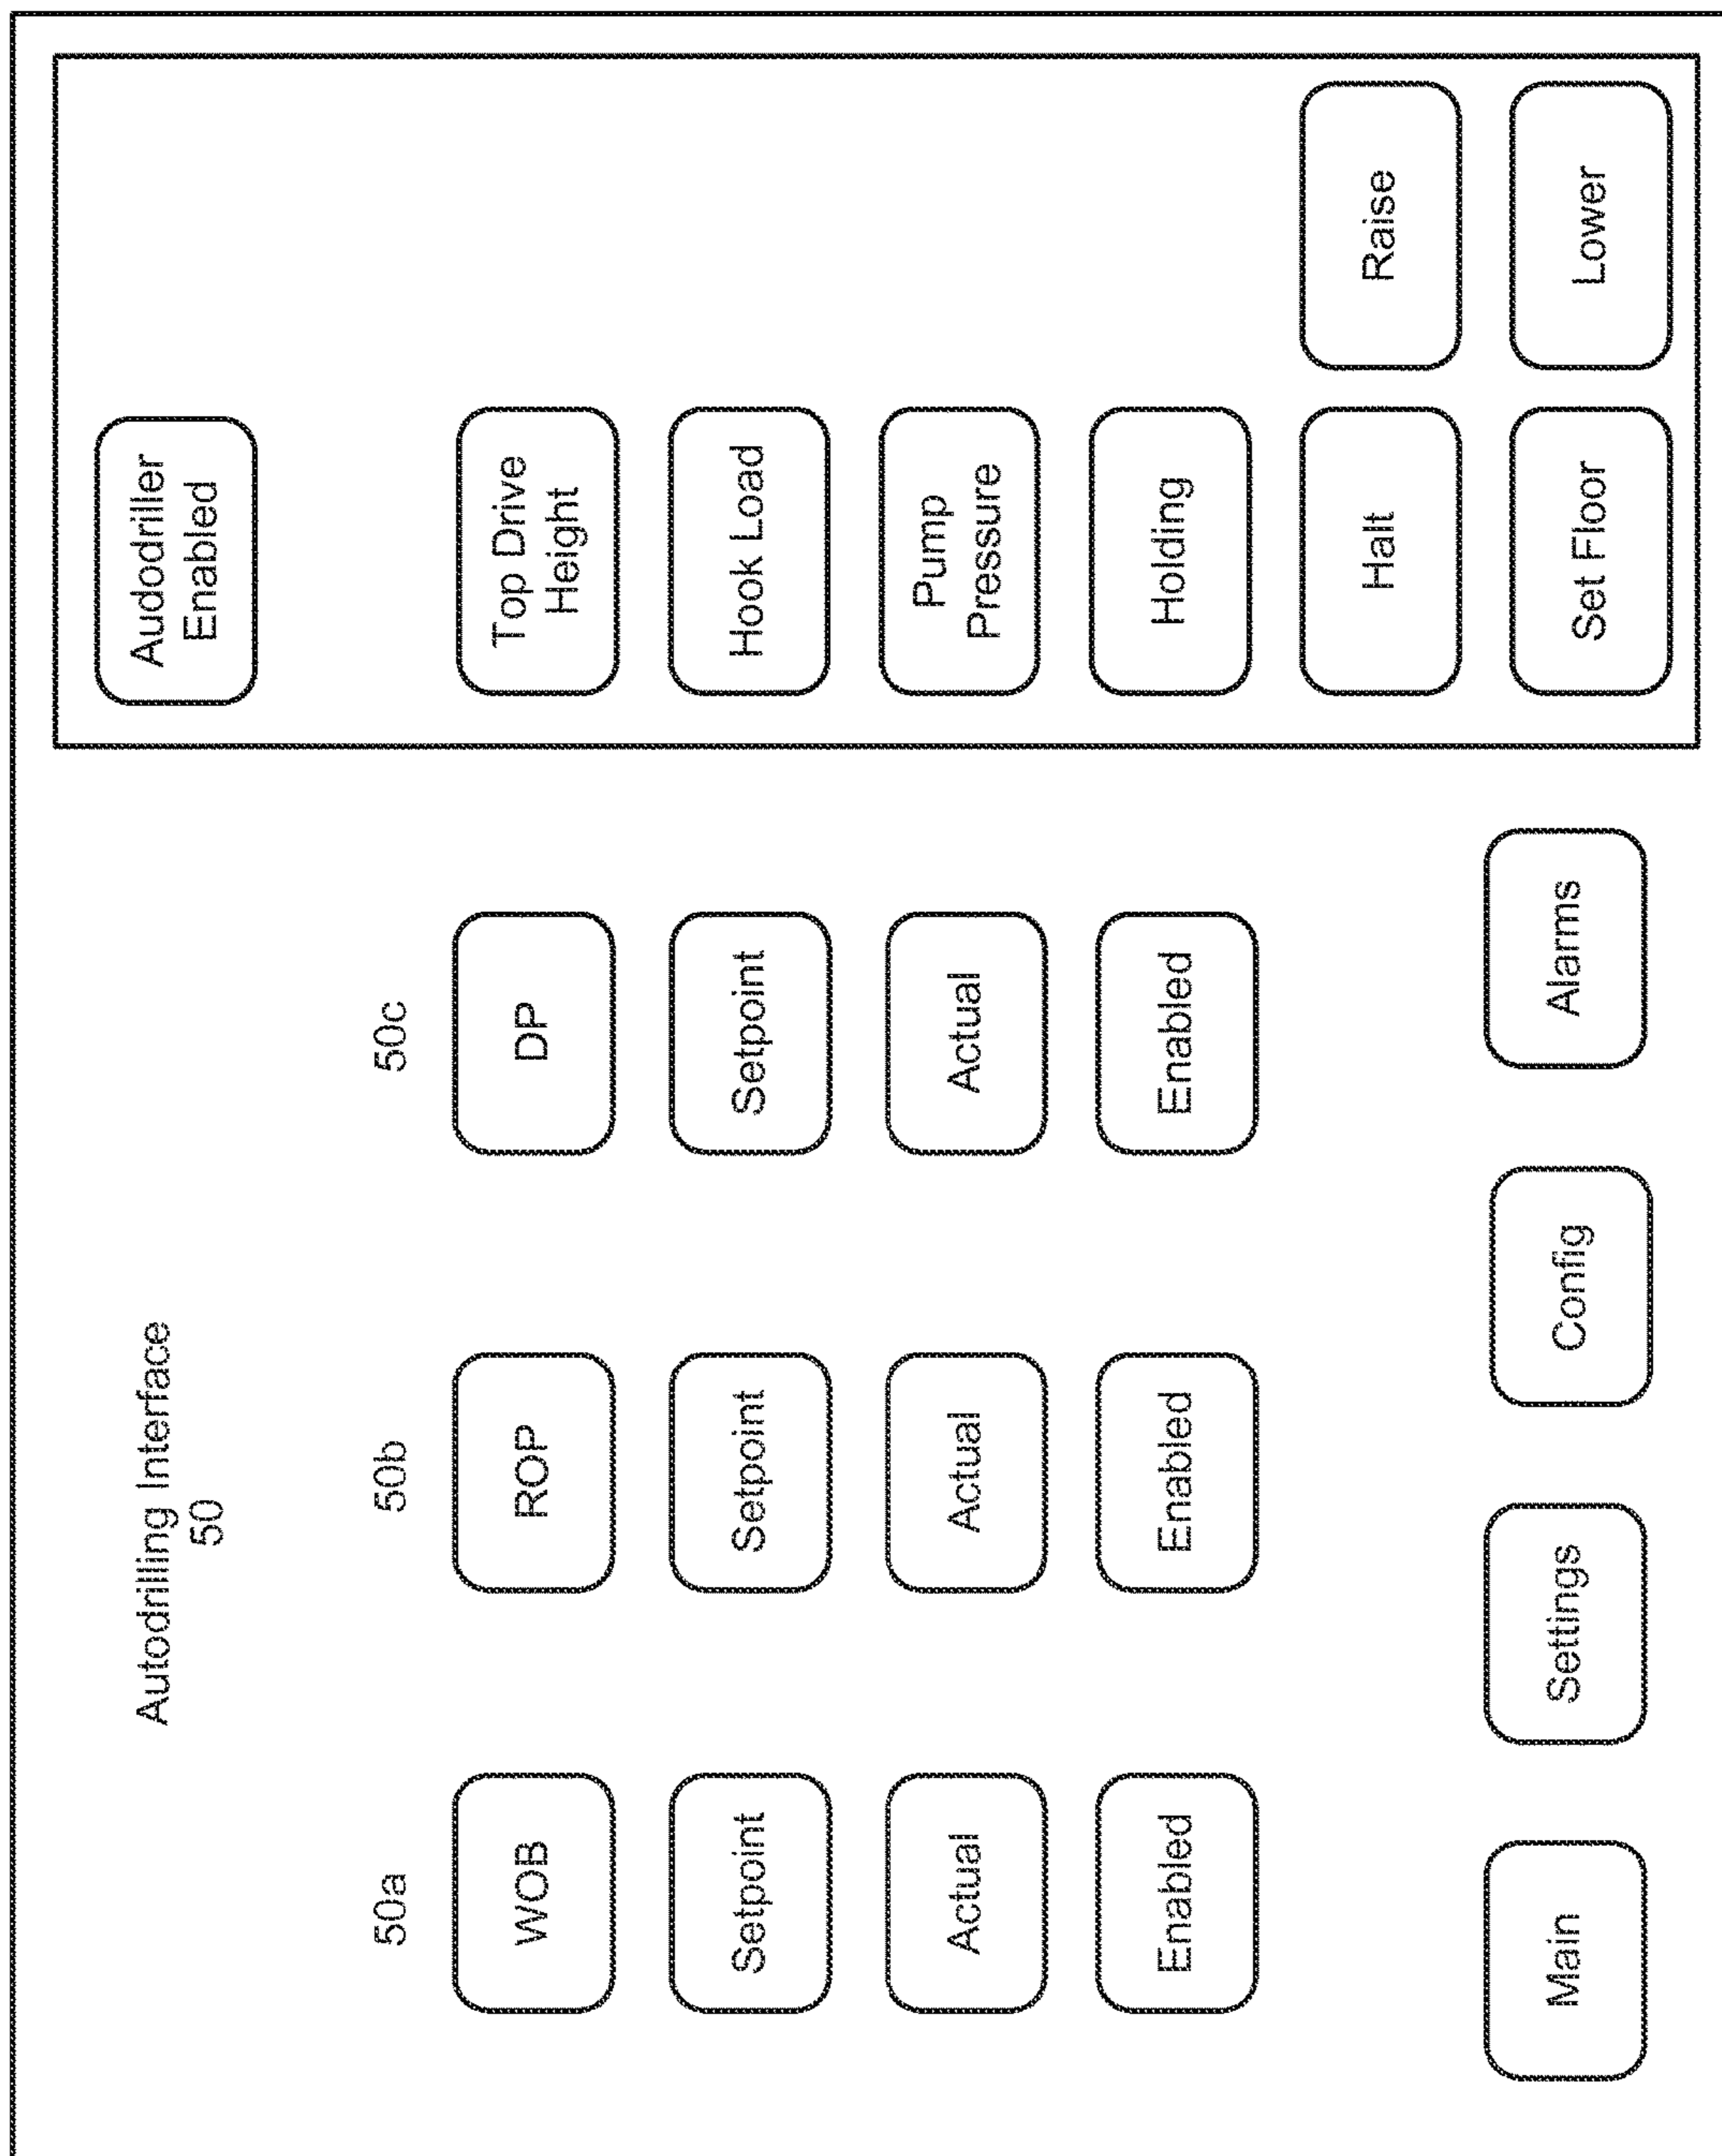 Autodrilling Interface
50
50a
50b
50c
WOB
ROP
DP
Setpoint
Setpoint
Setpoint
Actual
Actual
Actual
Enabled
Enabled
Enabled
Main
Settings
Config
Alarms
Audodriller
Enabled
Top Drive
Height
Hook Load
Pump
Pressure
Holding
Halt
Raise
Set Floor
Lower